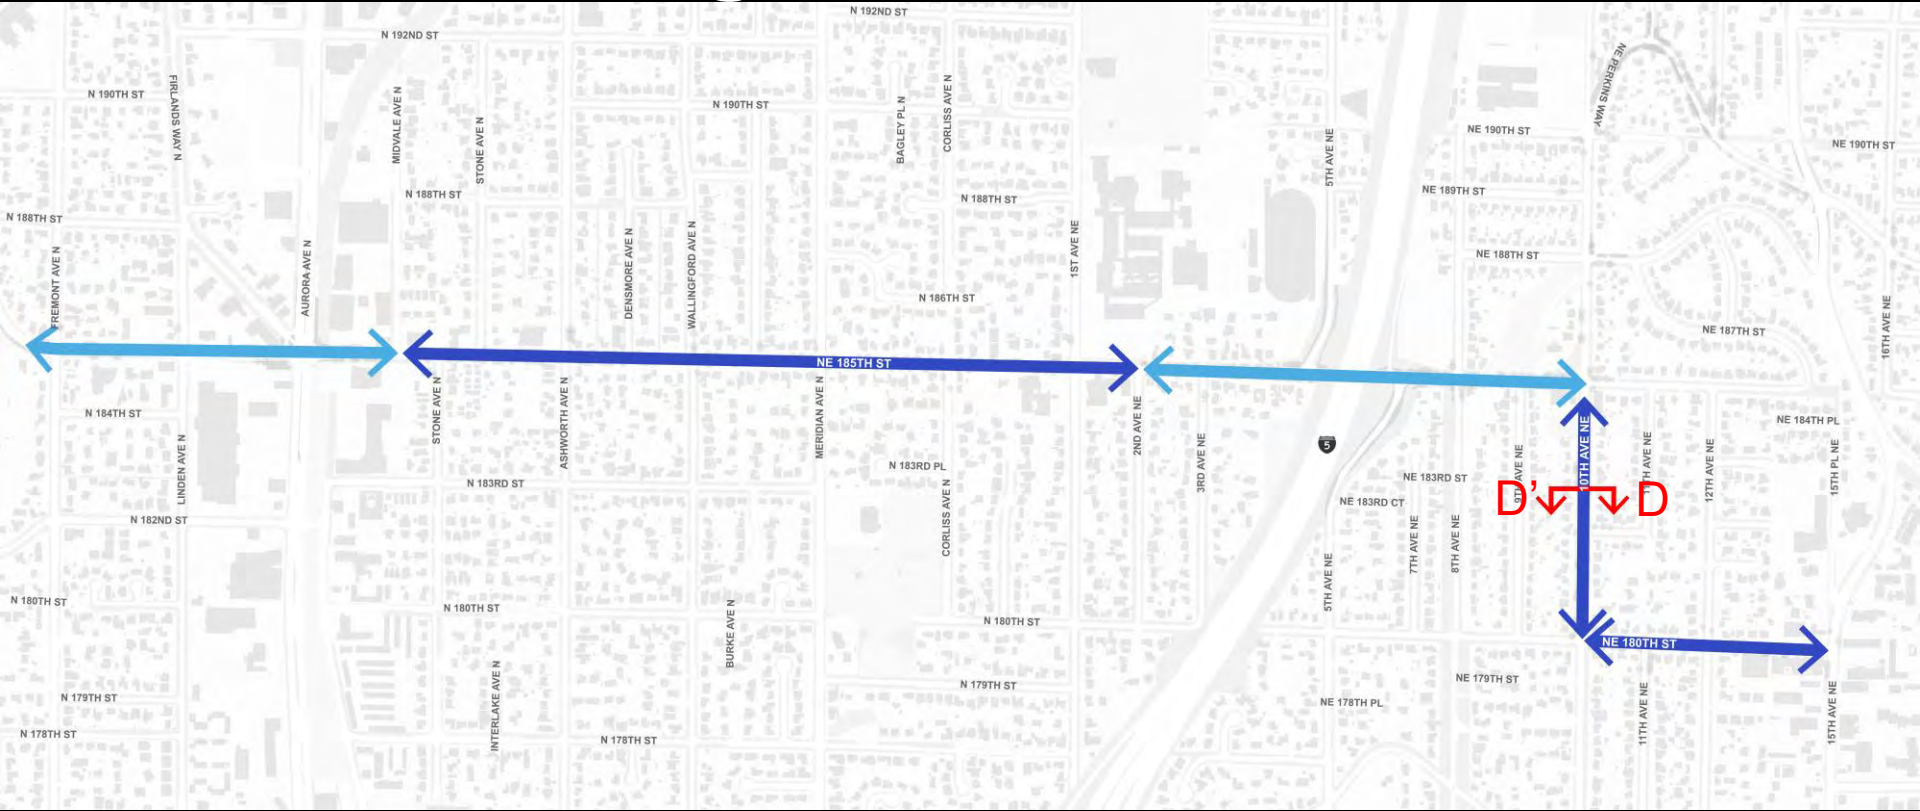 N 192ND ST
N 192ND ST
N 190TH ST
FIRLANDS WAY N
MIDVALE AVE N
STONE AVE N
N 190TH ST
BAGLEY PL N
CORLISS AVE N
5TH AVE NE
NE 190TH ST
NE PERKINS WAY
NE 190TH ST
N 188TH ST
N 188TH ST
N 188TH ST
NE 189TH ST
NE 188TH ST
FREMONT AVE N
AURORA AVE N
DENSMORE AVE N
WALLINGFORD AVE N
1ST AVE NE
N 186TH ST
NE 187TH ST
16TH AVE NE
NE 185TH ST
N 184TH ST
LINDEN AVE N
STONE AVE N
ASHWORTH AVE N
MERIDIAN AVE N
2ND AVE NE
3RD AVE NE
5
10TH AVE NE
NE 184TH PL
N 183RD ST
N 183RD PL
CORLISS AVE N
NE 183RD ST
NE 183RD CT
9TH AVE NE
D’
D
11TH AVE NE
12TH AVE NE
15TH PL NE
N 182ND ST
7TH AVE NE
8TH AVE NE
5TH AVE NE
N 180TH ST
N 180TH ST
N 180TH ST
BURKE AVE N
NE 180TH ST
N 179TH ST
N 179TH ST
NE 179TH ST
INTERLAKE AVE N
NE 178TH PL
11TH AVE NE
15TH AVE NE
N 178TH ST
N 178TH ST